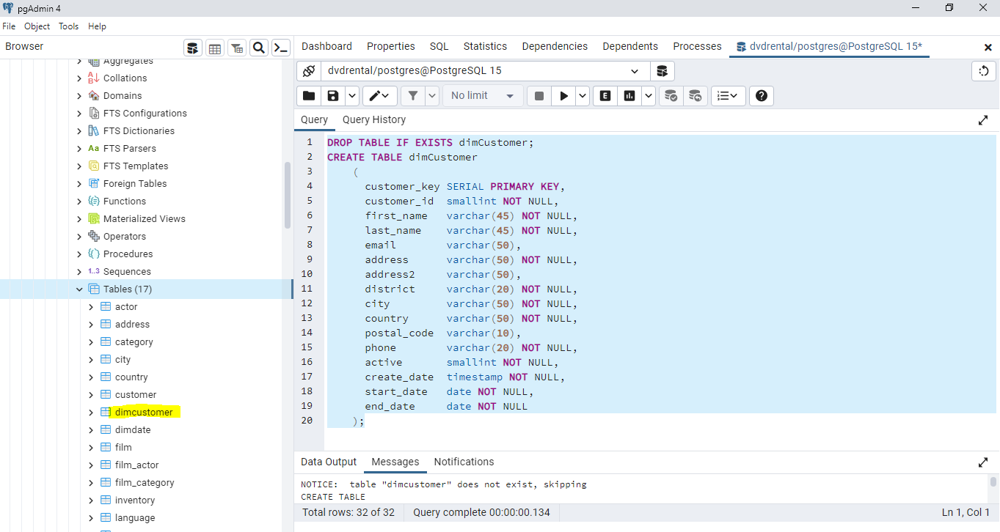 pgAdmin 4
File Object Tools Help
Browser
Aggregates
Collations
Domains
FTS Configurations
FTS Dictionaries
Aa FTS Parsers
FTS Templates
Foreign Tables
Functions
Materialized Views
Operators
Procedures
1..3 Sequences
Tables (17)
actor
address
category
city
country
customer
dimcustomer
dimdate
film
film_actor
film_category
inventory
language
Dashboard Properties SQL Statistics Dependencies Dependents Processes dvdrental/postgres@PostgreSQL 15*
dvdrental/postgres@PostgreSQL 15
No limit
E
Query Query History
1 DROP TABLE IF EXISTS dimCustomer;
2 CREATE TABLE dimCustomer
3 (
4 customer_key SERIAL PRIMARY KEY,
5 customer_id smallint NOT NULL,
6 first_name varchar(45) NOT NULL,
7 last_name varchar(45) NOT NULL,
8 email varchar(50),
9 address varchar(50) NOT NULL,
10 address2 varchar(50),
11 district varchar(20) NOT NULL,
12 city varchar(50) NOT NULL,
13 country varchar(50) NOT NULL,
14 postal_code varchar(10),
15 phone varchar(20) NOT NULL,
16 active smallint NOT NULL,
17 create_date timestamp NOT NULL,
18 start_date date NOT NULL,
19 end_date date NOT NULL
20 );
Data Output Messages Notifications
NOTICE: table "dimcustomer" does not exist, skipping
CREATE TABLE
Total rows: 32 of 32 Query complete 00:00:00.134 Ln 1, Col 1